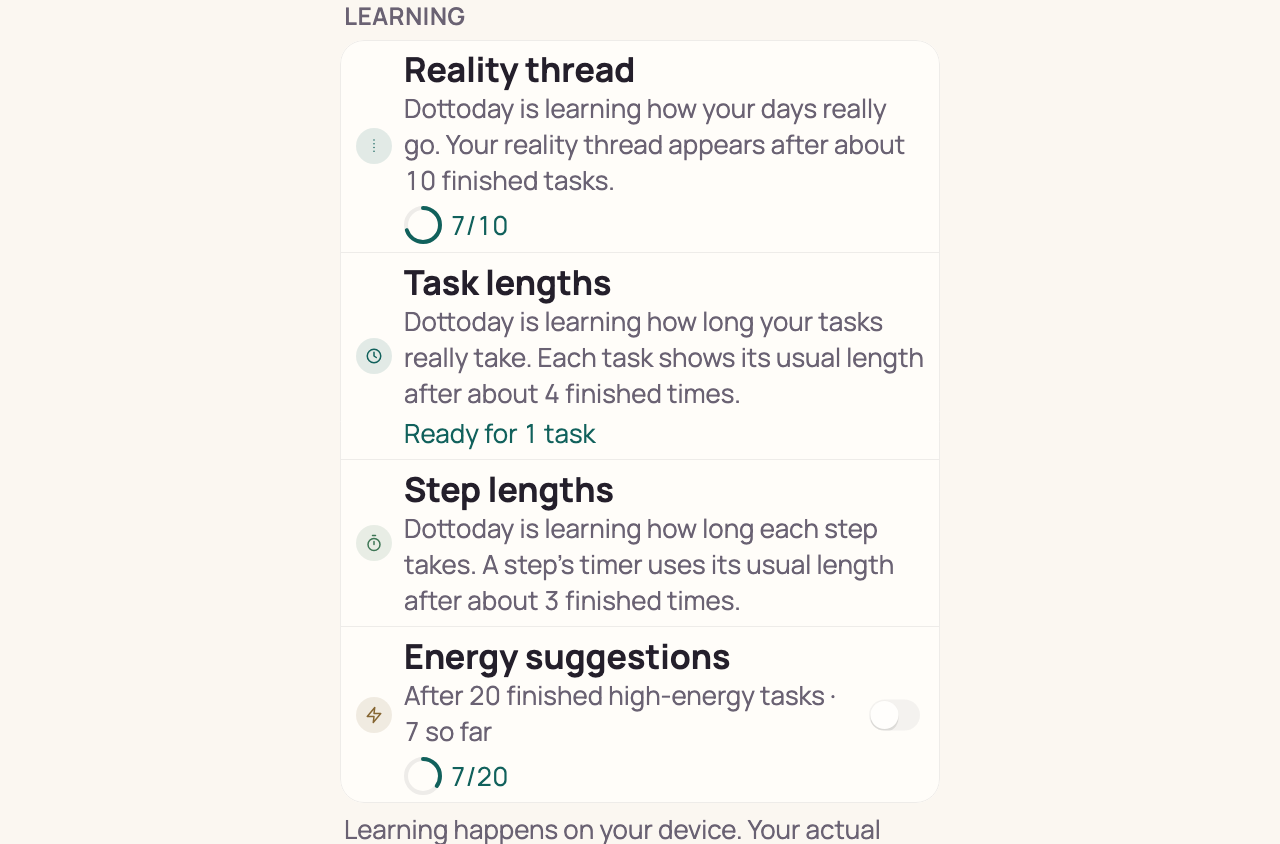 LEARNING
Reality thread
Dottoday is learning how your days really
go. Your reality thread appears after about
10 finished tasks.
7/10
Task lengths
Dottoday is learning how long your tasks
really take. Each task shows its usual length
after about 4 finished times.
Ready for 1 task
Step lengths
Dottoday is learning how long each step
takes. A step’s timer uses its usual length
after about 3 finished times.
Energy suggestions
After 20 finished high-energy tasks ·
7 so far
7/20
Learning happens on your device. Your actual